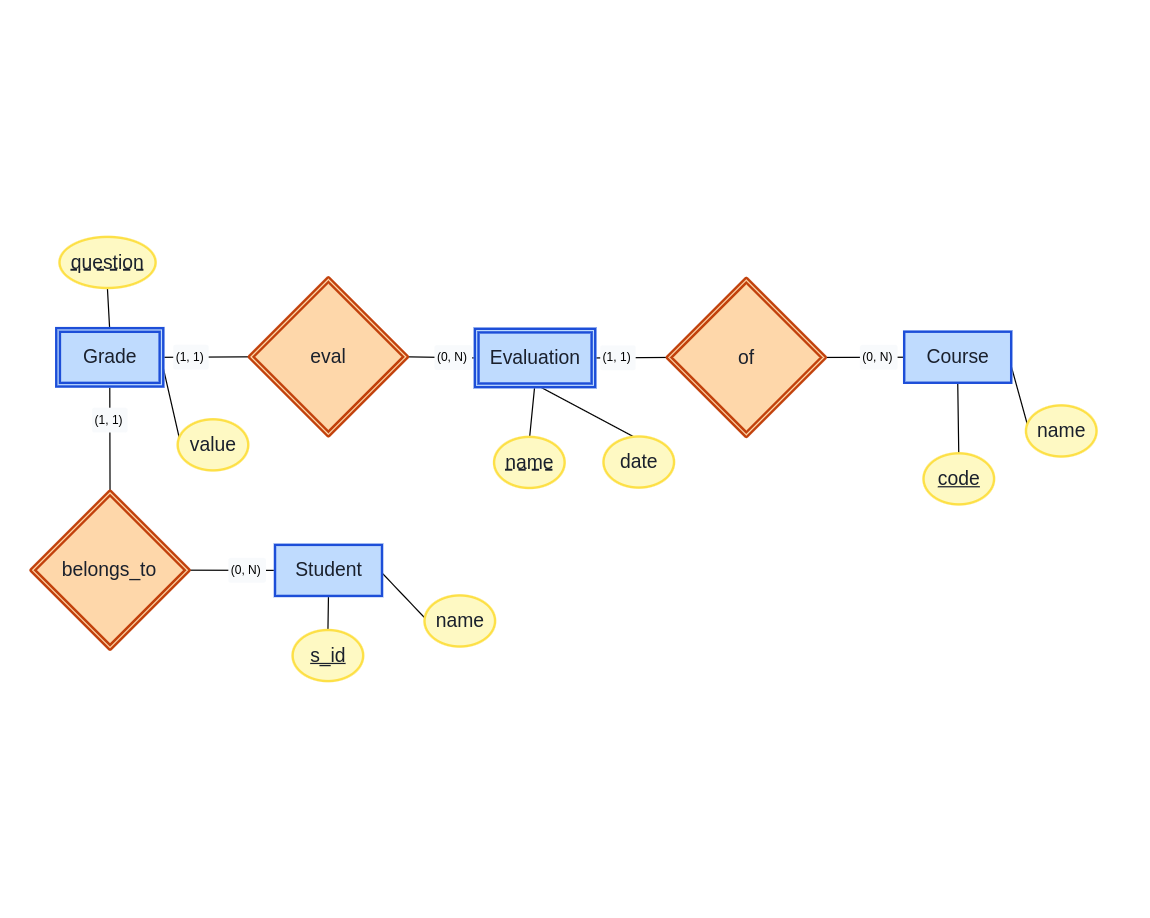 question
Grade
(1, 1)
eval
(0, N)
Evaluation
(1, 1)
of
(0, N)
Course
(1, 1)
value
name
date
name
code
belongs_to
(0, N)
Student
name
s_id